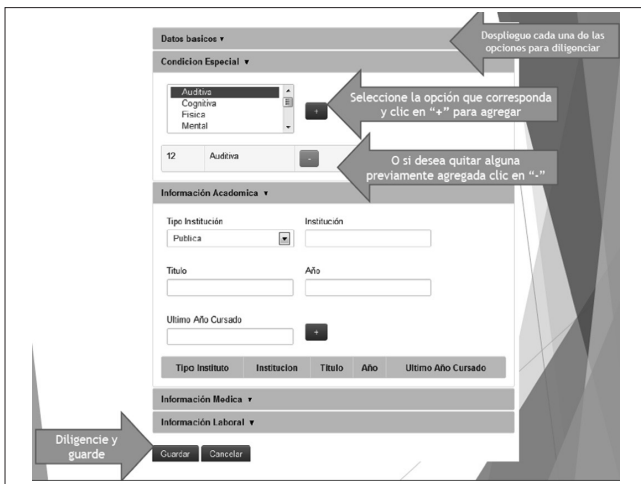 Datos basicos ▾
Despliegue cada una de las
opciones para diligenciar
Condicion Especial ▾
Auditiva
Cognitiva
Fisica
Mental
+
Seleccione la opción que corresponda
y clic en “+” para agregar
12 Auditiva -
O si desea quitar alguna
previamente agregada clic en “-”
Información Academica ▾
Tipo Institución Institución
Publica
Titulo Año
Ultimo Año Cursado
+
Tipo Instituto Institucion Titulo Año Ultimo Año Cursado
Información Medica ▾
Información Laboral ▾
Diligencie y
guarde
Guardar Cancelar